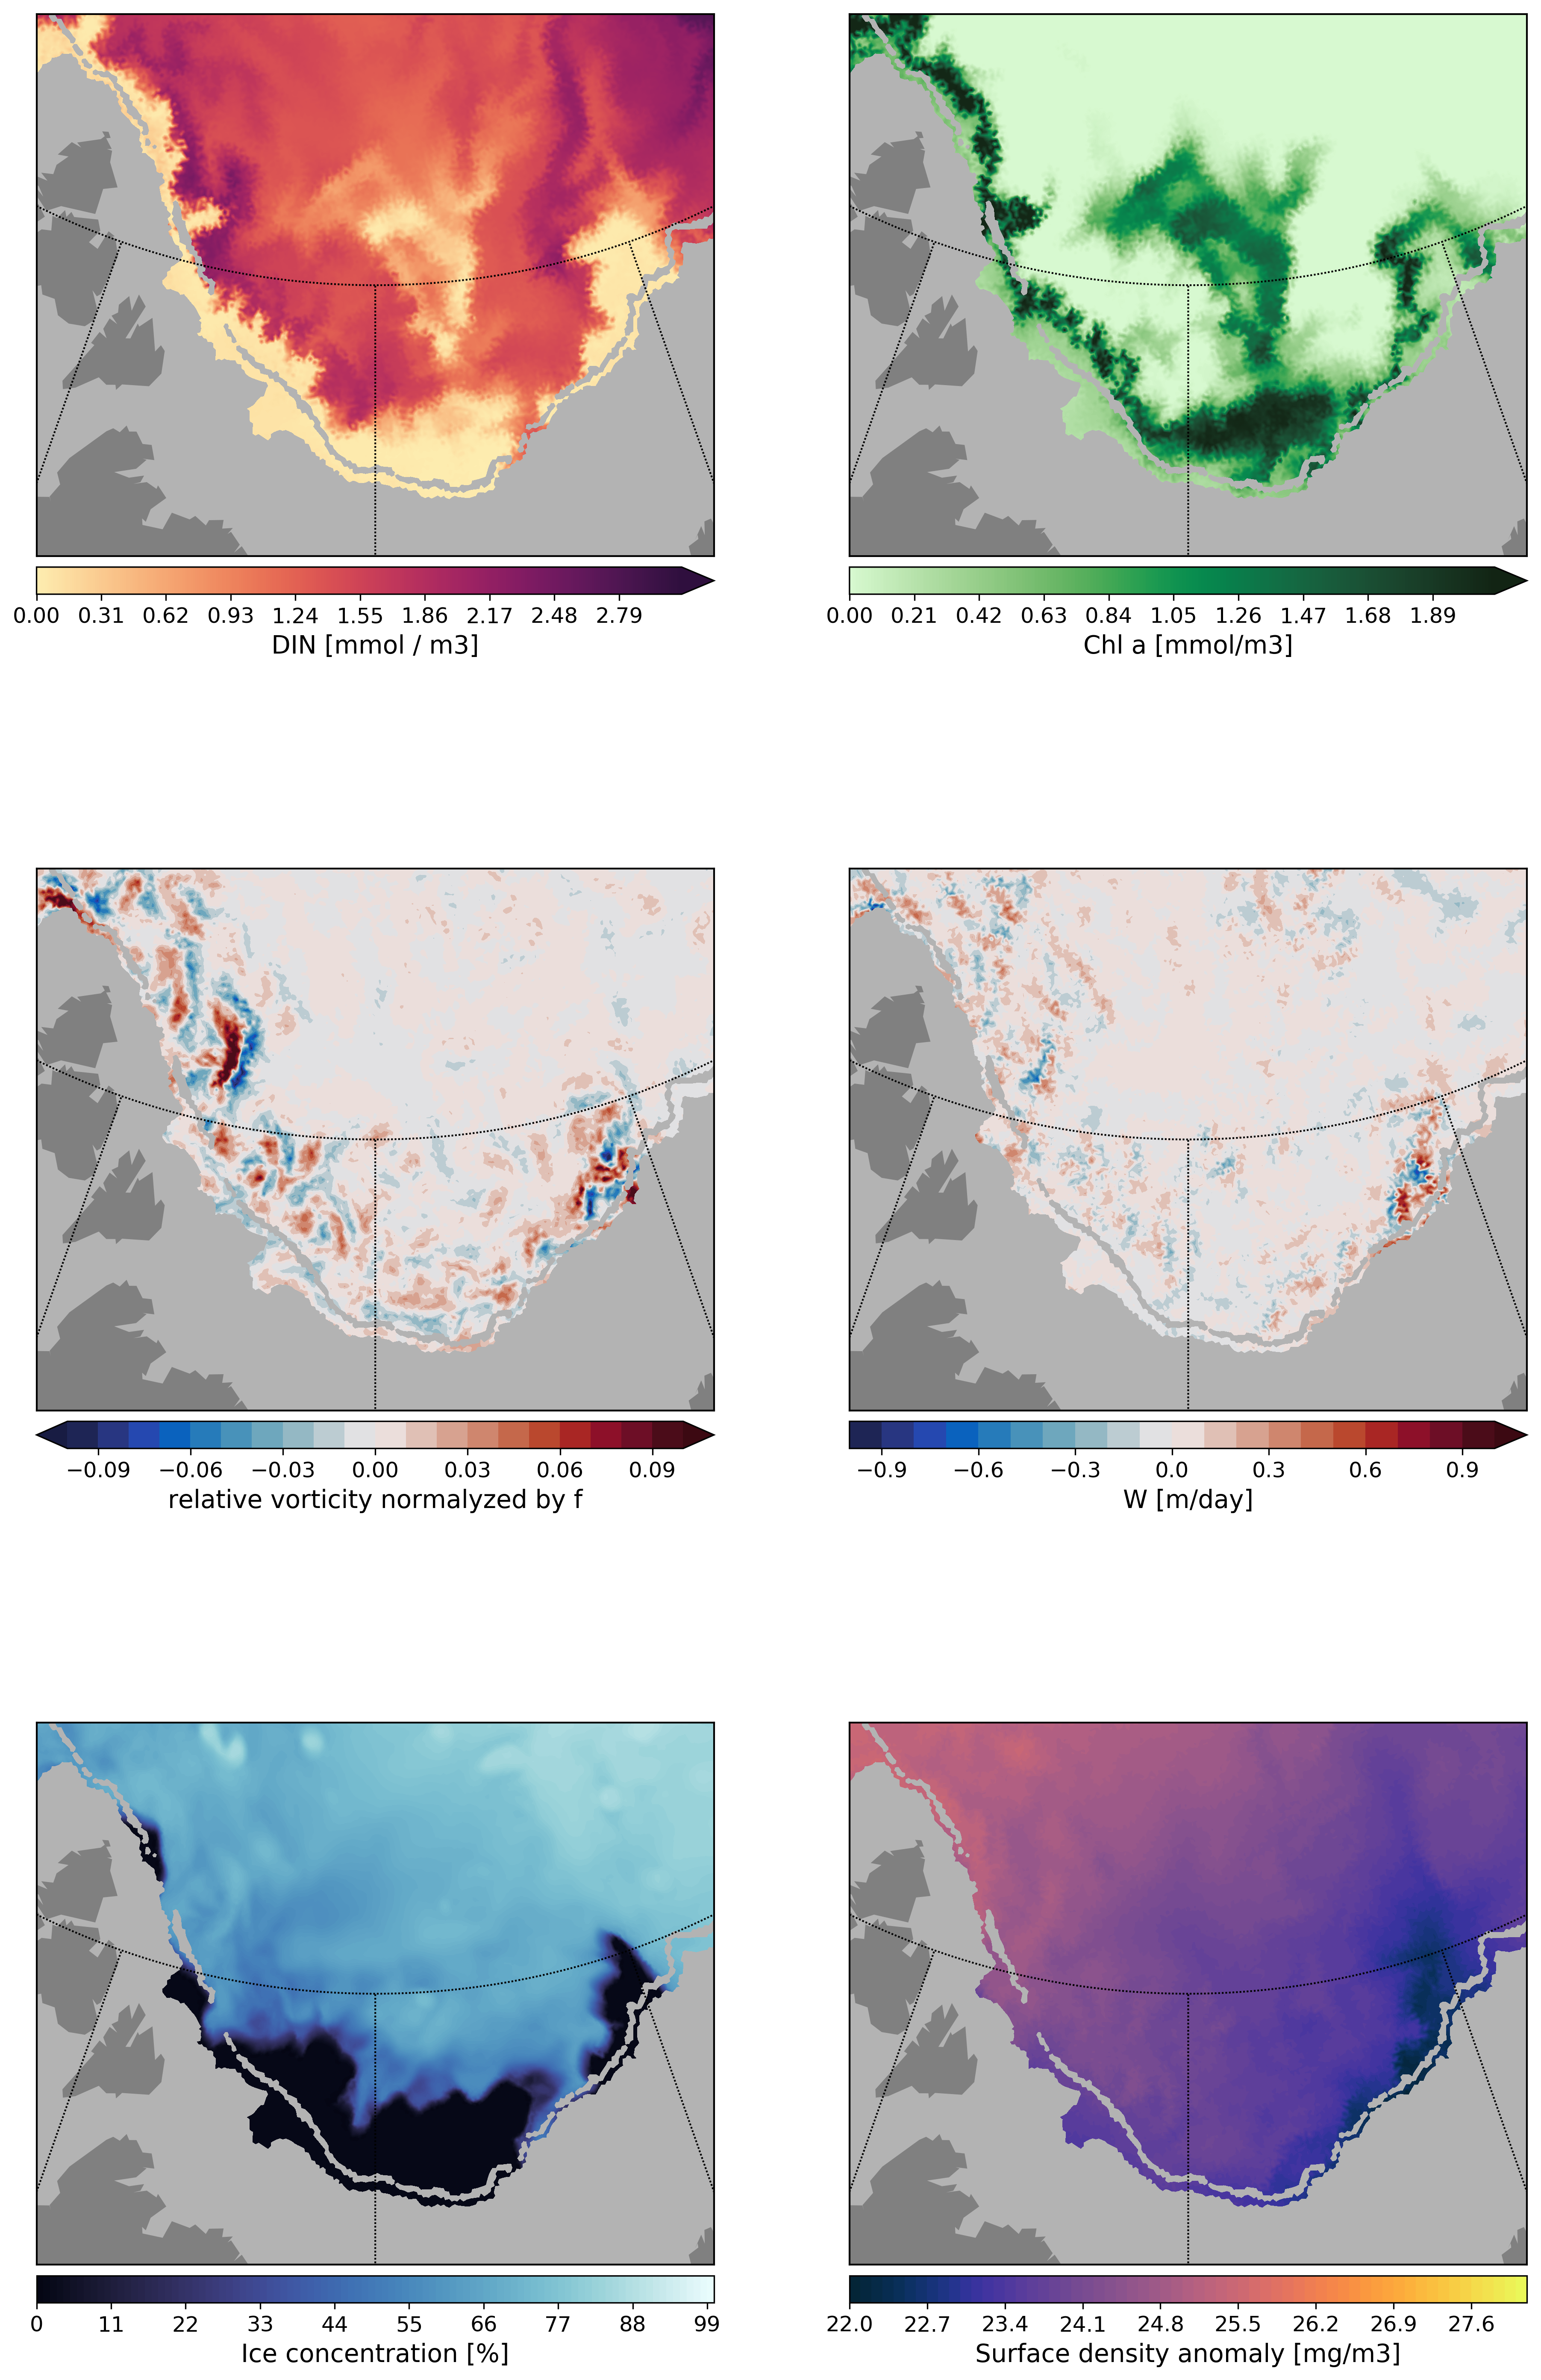 0.00 0.31 0.62 0.93 1.24 1.55 1.86 2.17 2.48 2.79
DIN [mmol / m3]
0.00 0.21 0.42 0.63 0.84 1.05 1.26 1.47 1.68 1.89
Chl a [mmol/m3]
−0.09 −0.06 −0.03 0.00 0.03 0.06 0.09
relative vorticity normalyzed by f
−0.9 −0.6 −0.3 0.0 0.3 0.6 0.9
W [m/day]
0 11 22 33 44 55 66 77 88 99
Ice concentration [%]
22.0 22.7 23.4 24.1 24.8 25.5 26.2 26.9 27.6
Surface density anomaly [mg/m3]